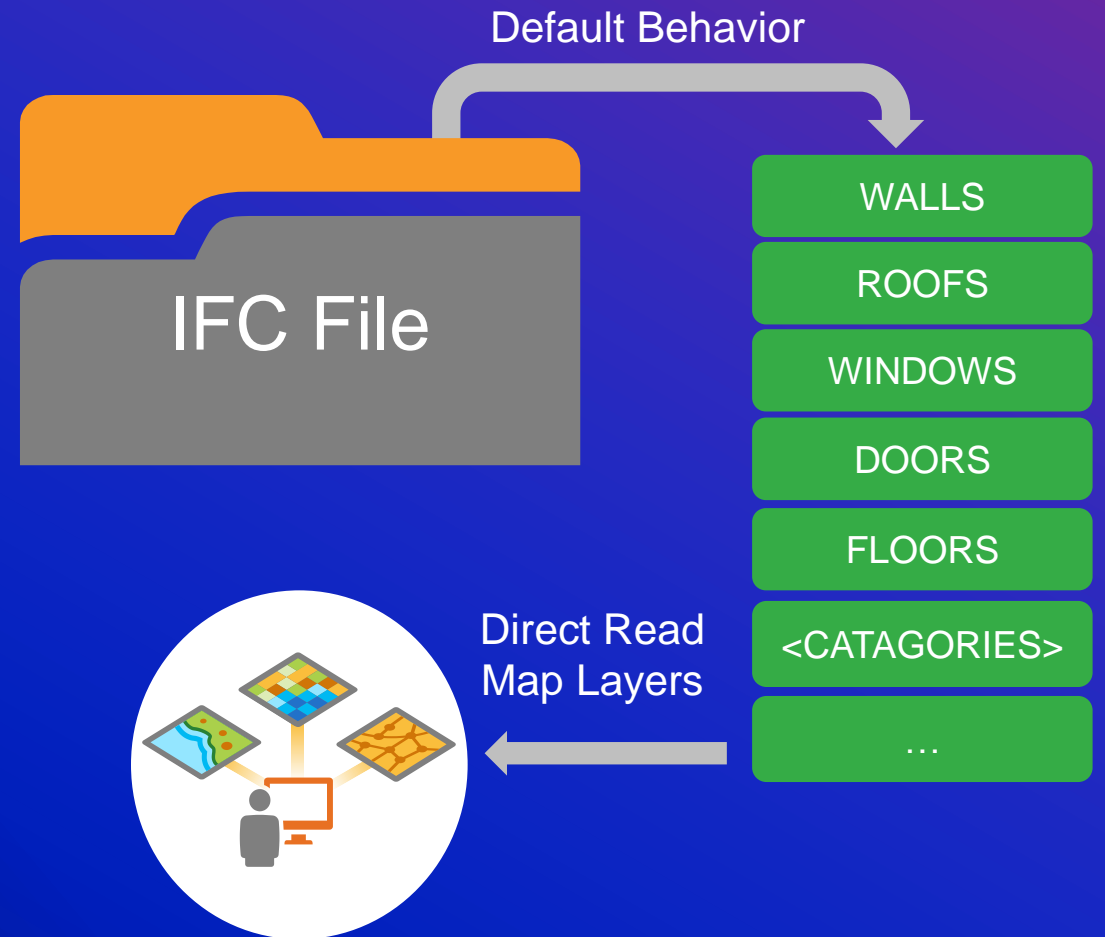 Default Behavior
IFC File
WALLS
ROOFS
WINDOWS
DOORS
FLOORS
<CATAGORIES>
…
Direct Read
Map Layers